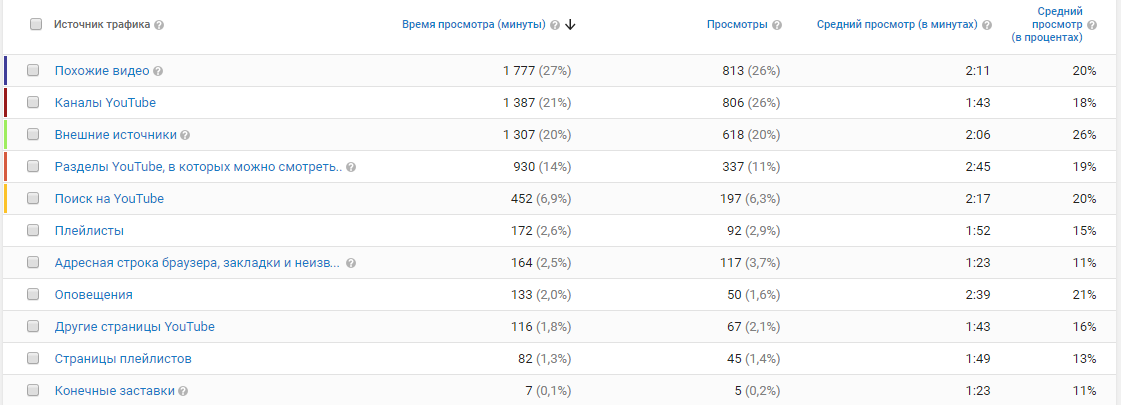 Источник трафика ? Время просмотра (минуты) ? ↓ Просмотры ? Средний просмотр (в минутах) ? Средний просмотр (в процентах) ?
Похожие видео ? 1 777 (27%) 813 (26%) 2:11 20%
Каналы YouTube 1 387 (21%) 806 (26%) 1:43 18%
Внешние источники ? 1 307 (20%) 618 (20%) 2:06 26%
Разделы YouTube, в которых можно смотреть.. ? 930 (14%) 337 (11%) 2:45 19%
Поиск на YouTube 452 (6,9%) 197 (6,3%) 2:17 20%
Плейлисты 172 (2,6%) 92 (2,9%) 1:52 15%
Адресная строка браузера, закладки и неизв... ? 164 (2,5%) 117 (3,7%) 1:23 11%
Оповещения 133 (2,0%) 50 (1,6%) 2:39 21%
Другие страницы YouTube 116 (1,8%) 67 (2,1%) 1:43 16%
Страницы плейлистов 82 (1,3%) 45 (1,4%) 1:49 13%
Конечные заставки ? 7 (0,1%) 5 (0,2%) 1:23 11%